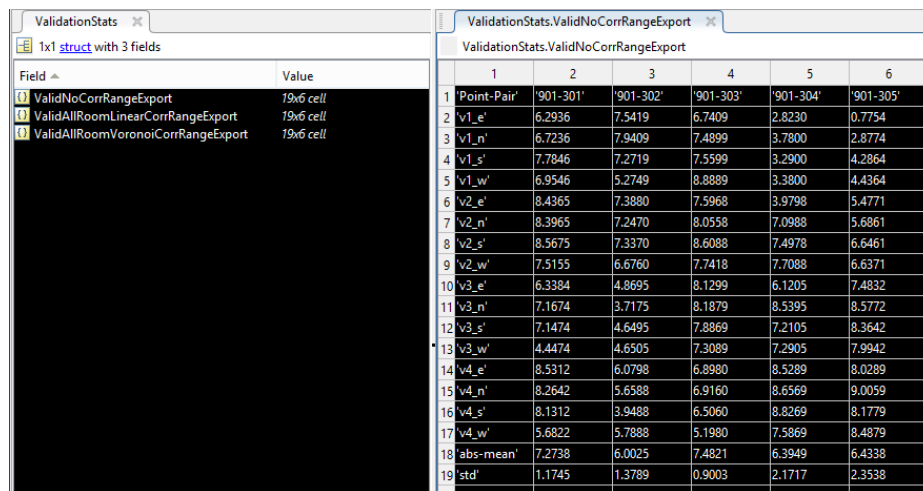 ValidationStats
1x1 struct with 3 fields
Field Value
ValidNoCorrRangeExport 19x6 cell
ValidAllRoomLinearCorrRangeExport 19x6 cell
ValidAllRoomVoronoiCorrRangeExport 19x6 cell
ValidationStats.ValidNoCorrRangeExport
ValidationStats.ValidNoCorrRangeExport
1 2 3 4 5 6
1 'Point-Pair' '901-301' '901-302' '901-303' '901-304' '901-305'
2 'v1_e' 6.2936 7.5419 6.7409 2.8230 0.7754
3 'v1_n' 6.7236 7.9409 7.4899 3.7800 2.8774
4 'v1_s' 7.7846 7.2719 7.5599 3.2900 4.2864
5 'v1_w' 6.9546 5.2749 8.8889 3.3800 4.4364
6 'v2_e' 8.4365 7.3880 7.5968 3.9798 5.4771
7 'v2_n' 8.3965 7.2470 8.0558 7.0988 5.6861
8 'v2_s' 8.5675 7.3370 8.6088 7.4978 6.6461
9 'v2_w' 7.5155 6.6760 7.7418 7.7088 6.6371
10 'v3_e' 6.3384 4.8695 8.1299 6.1205 7.4832
11 'v3_n' 7.1674 3.7175 8.1879 8.5395 8.5772
12 'v3_s' 7.1474 4.6495 7.8869 7.2105 8.3642
13 'v3_w' 4.4474 4.6505 7.3089 7.2905 7.9942
14 'v4_e' 8.5312 6.0798 6.8980 8.5289 8.0289
15 'v4_n' 8.2642 5.6588 6.9160 8.6569 9.0059
16 'v4_s' 8.1312 3.9488 6.5060 8.8269 8.1779
17 'v4_w' 5.6822 5.7888 5.1980 7.5869 8.4879
18 'abs-mean' 7.2738 6.0025 7.4821 6.3949 6.4338
19 'std' 1.1745 1.3789 0.9003 2.1717 2.3538